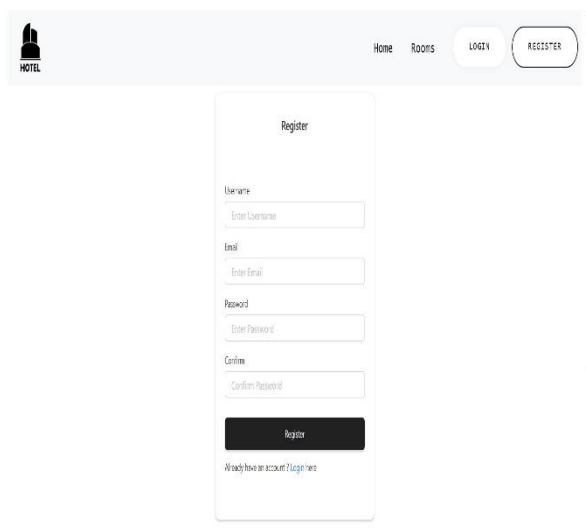 HOTEL
Home Rooms LOGIN REGISTER
Register
Username
Enter Username
Email
Enter Email
Password
Enter Password
Confirm
Confirm Password
Register
Already have an account ? Login here